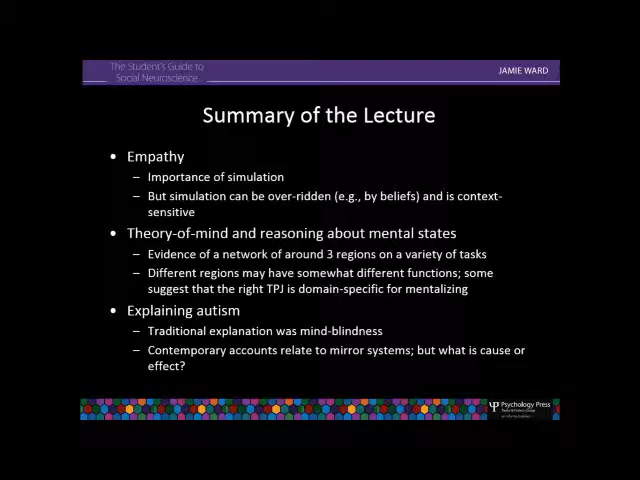 The Student's Guide to
Social Neuroscience
JAMIE WARD
Summary of the Lecture
• Empathy
– Importance of simulation
– But simulation can be over-ridden (e.g., by beliefs) and is context-
sensitive
• Theory-of-mind and reasoning about mental states
– Evidence of a network of around 3 regions on a variety of tasks
– Different regions may have somewhat different functions; some
suggest that the right TPJ is domain-specific for mentalizing
• Explaining autism
– Traditional explanation was mind-blindness
– Contemporary accounts relate to mirror systems; but what is cause or
effect?
Psychology Press